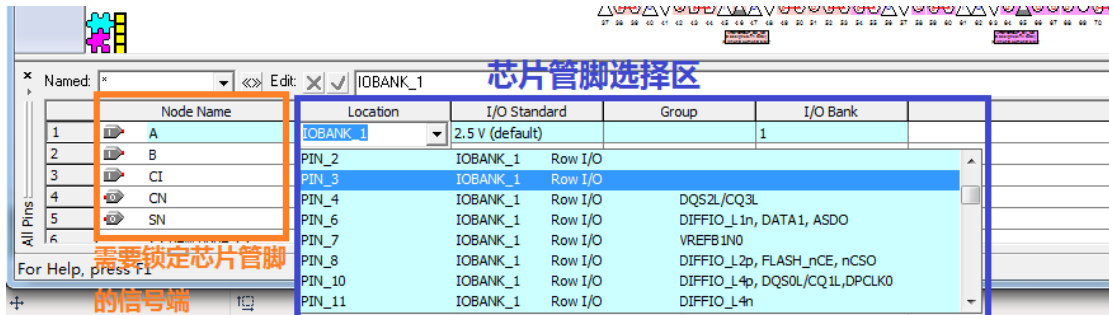 芯片管脚选择区
Named: * Edit: IOBANK_1
Node Name Location I/O Standard Group I/O Bank
1 A IOBANK_1 2.5 V (default) 1
2 B PIN_2 IOBANK_1 Row I/O
3 CI PIN_3 IOBANK_1 Row I/O
4 CN PIN_4 IOBANK_1 Row I/O DQS2L/CQ3L
5 SN PIN_6 IOBANK_1 Row I/O DIFFIO_L1n, DATA1, ASDO
6 PIN_7 IOBANK_1 Row I/O VREFB1N0
PIN_8 IOBANK_1 Row I/O DIFFIO_L2p, FLASH_nCE, nCSO
PIN_10 IOBANK_1 Row I/O DIFFIO_L4p, DQS0L/CQ1L,DPCLK0
PIN_11 IOBANK_1 Row I/O DIFFIO_L4n
All Pins
需要锁定芯片管脚
的信号端
For Help, press F1